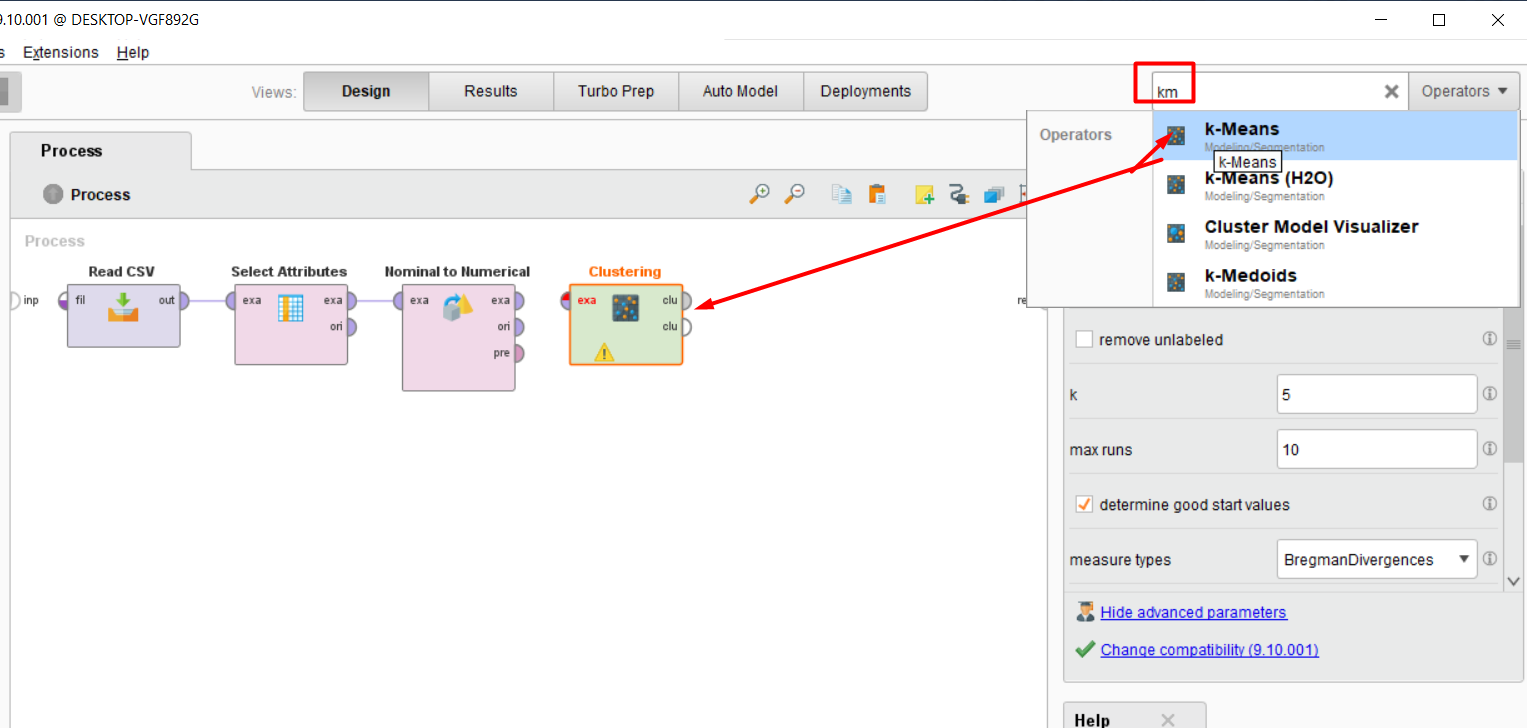 9.10.001 @ DESKTOP-VGF892G
s Extensions Help
Views: Design Results Turbo Prep Auto Model Deployments
km
Operators
Operators
k-Means
Modeling/Segmentation
k-Means
k-Means (H2O)
Modeling/Segmentation
Cluster Model Visualizer
Modeling/Segmentation
k-Medoids
Modeling/Segmentation
Process
Process
Process
Read CSV Select Attributes Nominal to Numerical Clustering
inp fil out exa exa exa exa exa clu re
ori ori clu
pre
remove unlabeled
k 5
max runs 10
determine good start values
measure types BregmanDivergences
Hide advanced parameters
Change compatibility (9.10.001)
Help